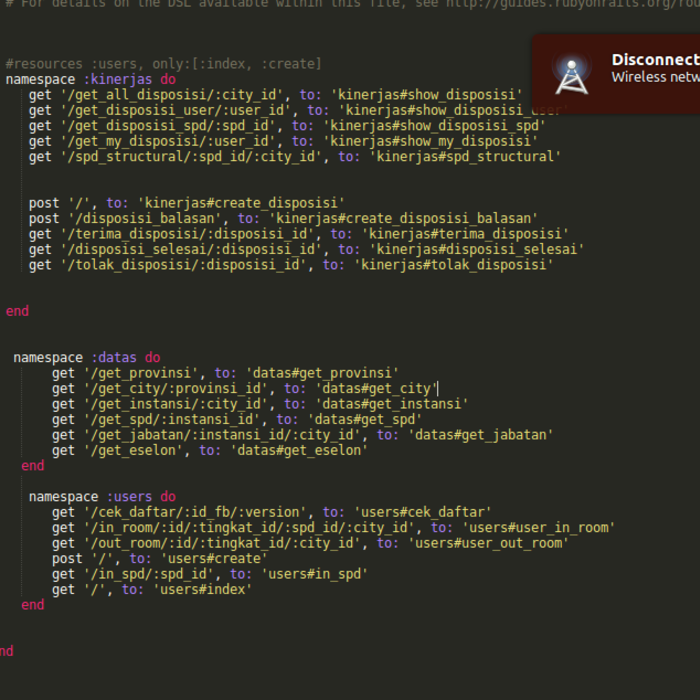 # For details on the DSL available within this file, see http://guides.rubyonrails.org/rou
#resources :users, only:[:index, :create]
namespace :kinerjas do
get '/get_all_disposisi/:city_id', to: 'kinerjas#show_disposisi'
get '/get_disposisi_user/:user_id', to: 'kinerjas#show_disposisi_user'
get '/get_disposisi_spd/:spd_id', to: 'kinerjas#show_disposisi_spd'
get '/get_my_disposisi/:user_id', to: 'kinerjas#show_my_disposisi'
get '/spd_structural/:spd_id/:city_id', to: 'kinerjas#spd_structural'
post '/', to: 'kinerjas#create_disposisi'
post '/disposisi_balasan', to: 'kinerjas#create_disposisi_balasan'
get '/terima_disposisi/:disposisi_id', to: 'kinerjas#terima_disposisi'
get '/disposisi_selesai/:disposisi_id', to: 'kinerjas#disposisi_selesai'
get '/tolak_disposisi/:disposisi_id', to: 'kinerjas#tolak_disposisi'
end
namespace :datas do
get '/get_provinsi', to: 'datas#get_provinsi'
get '/get_city/:provinsi_id', to: 'datas#get_city'
get '/get_instansi/:city_id', to: 'datas#get_instansi'
get '/get_spd/:instansi_id', to: 'datas#get_spd'
get '/get_jabatan/:instansi_id/:city_id', to: 'datas#get_jabatan'
get '/get_eselon', to: 'datas#get_eselon'
end
namespace :users do
get '/cek_daftar/:id_fb/:version', to: 'users#cek_daftar'
get '/in_room/:id/:tingkat_id/:spd_id/:city_id', to: 'users#user_in_room'
get '/out_room/:id/:tingkat_id/:city_id', to: 'users#user_out_room'
post '/', to: 'users#create'
get '/in_spd/:spd_id', to: 'users#in_spd'
get '/', to: 'users#index'
end
nd
Disconnect
Wireless netw